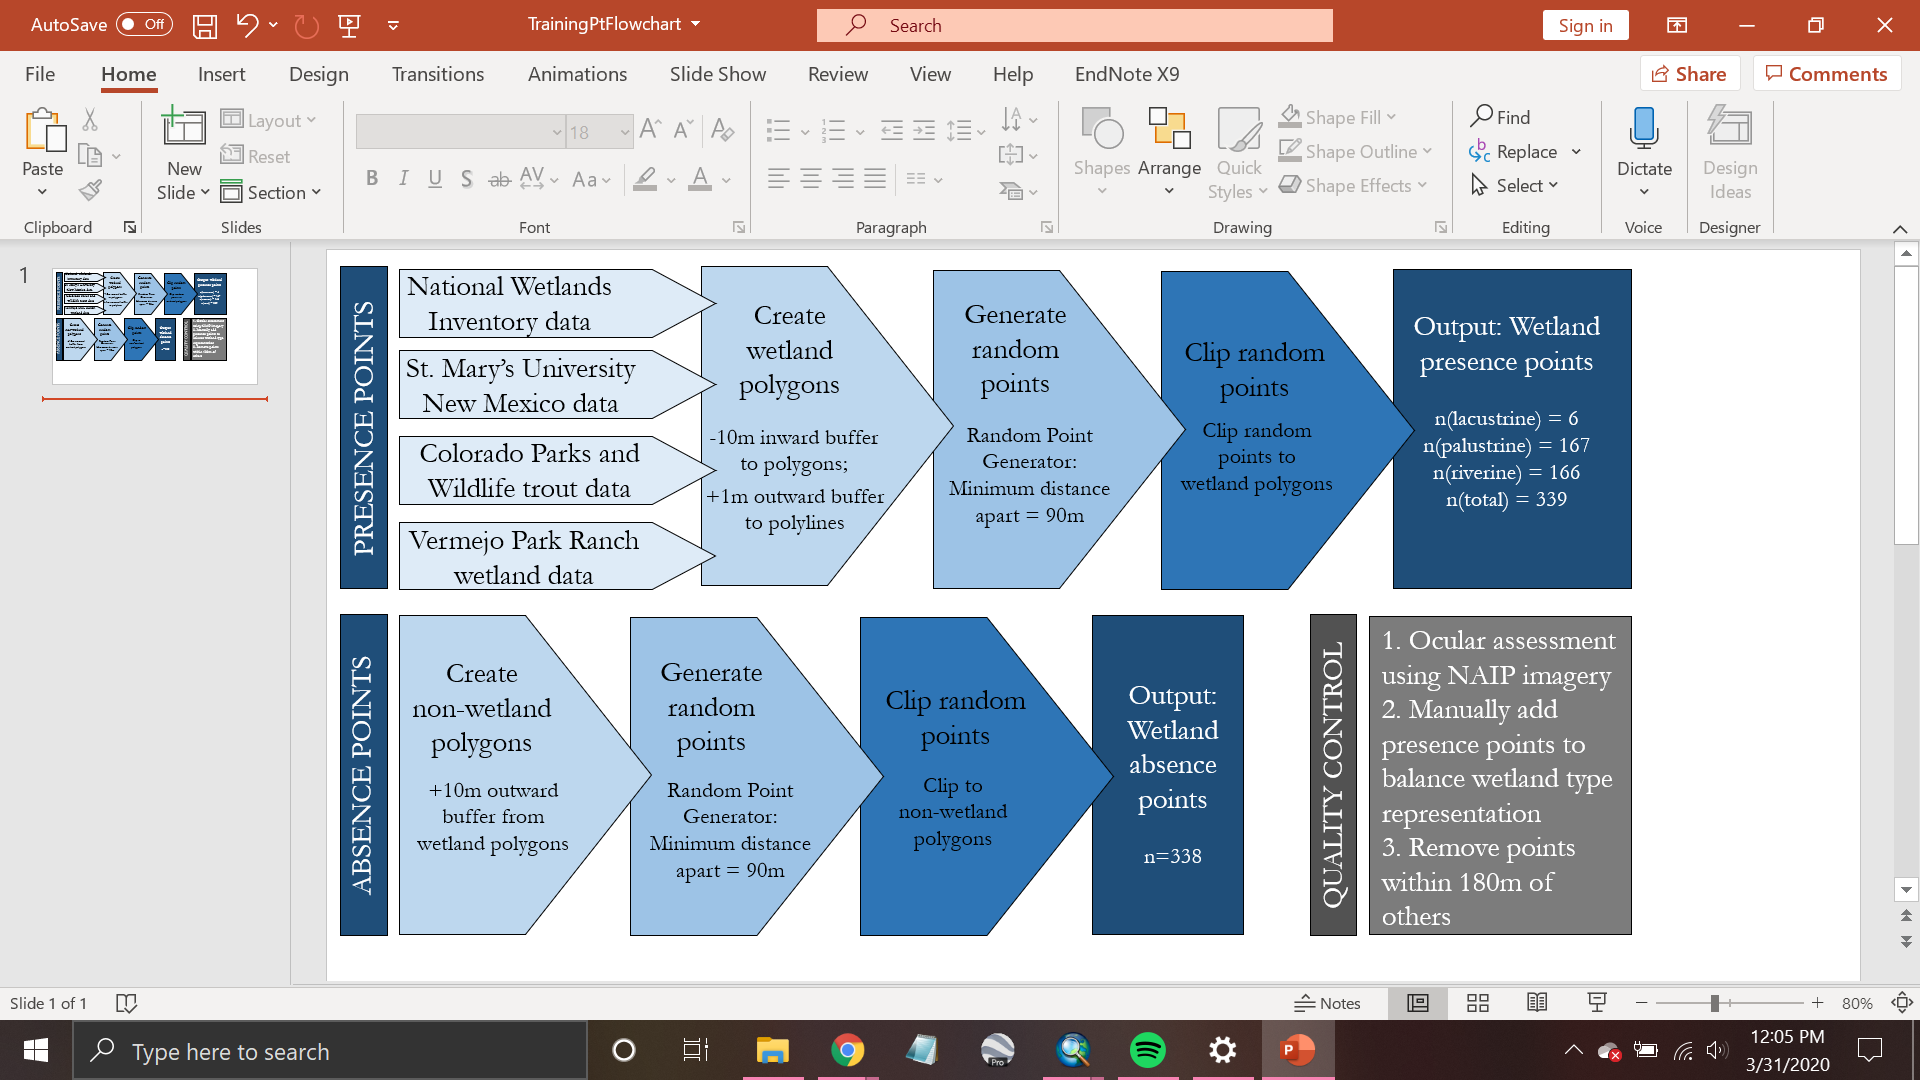 AutoSave Off
TrainingPtFlowchart
Search
Sign in
File Home Insert Design Transitions Animations Slide Show Review View Help EndNote X9
Share Comments
Paste
New
Slide
Layout
Reset
Section
18
B I U S ab AV Aa A
Shapes Arrange Quick
Styles
Shape Fill
Shape Outline
Shape Effects
Find
Replace
Select
Dictate
Design
Ideas
Clipboard Slides Font Paragraph Drawing Editing Voice Designer
1
PRESENCE POINTS
National Wetlands
Inventory data
St. Mary's University
New Mexico data
Colorado Parks and
Wildlife trout data
Vermejo Park Ranch
wetland data
Create
wetland
polygons
-10m inward buffer
to polygons;
+1m outward buffer
to polylines
Generate
random
points
Random Point
Generator:
Minimum distance
apart = 90m
Clip random
points
Clip random
points to
wetland polygons
Output: Wetland
presence points
n(lacustrine) = 6
n(palustrine) = 167
n(riverine) = 166
n(total) = 339
ABSENCE POINTS
Create
non-wetland
polygons
+10m outward
buffer from
wetland polygons
Generate
random
points
Random Point
Generator:
Minimum distance
apart = 90m
Clip random
points
Clip to
non-wetland
polygons
Output:
Wetland
absence
points
n=338
QUALITY CONTROL
1. Ocular assessment
using NAIP imagery
2. Manually add
presence points to
balance wetland type
representation
3. Remove points
within 180m of
others
Slide 1 of 1
Notes
80%
Type here to search
Pro
12:05 PM
3/31/2020